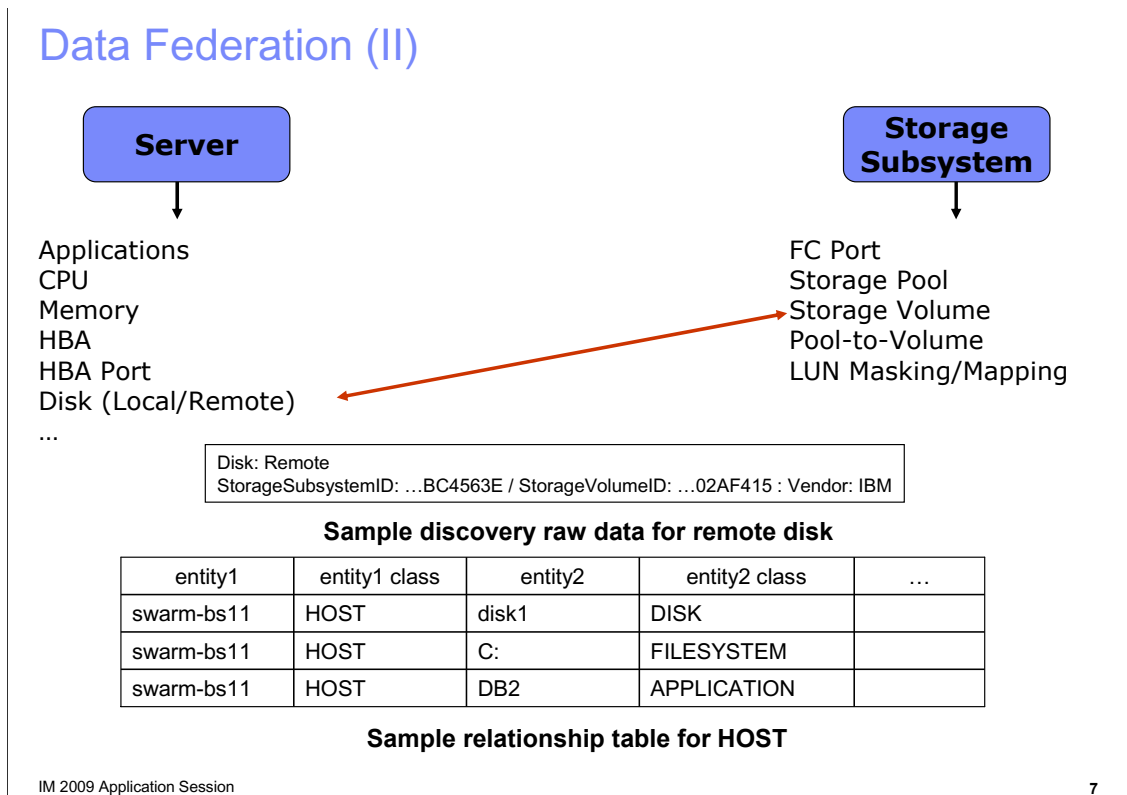 Data Federation (II)
Server
Storage
Subsystem
Applications
CPU
Memory
HBA
HBA Port
Disk (Local/Remote)
...
FC Port
Storage Pool
Storage Volume
Pool-to-Volume
LUN Masking/Mapping
Disk: Remote
StorageSubsystemID: …BC4563E / StorageVolumeID: …02AF415 : Vendor: IBM
Sample discovery raw data for remote disk
entity1 entity1 class entity2 entity2 class …
swarm-bs11 HOST disk1 DISK
swarm-bs11 HOST C: FILESYSTEM
swarm-bs11 HOST DB2 APPLICATION
Sample relationship table for HOST
IM 2009 Application Session 7